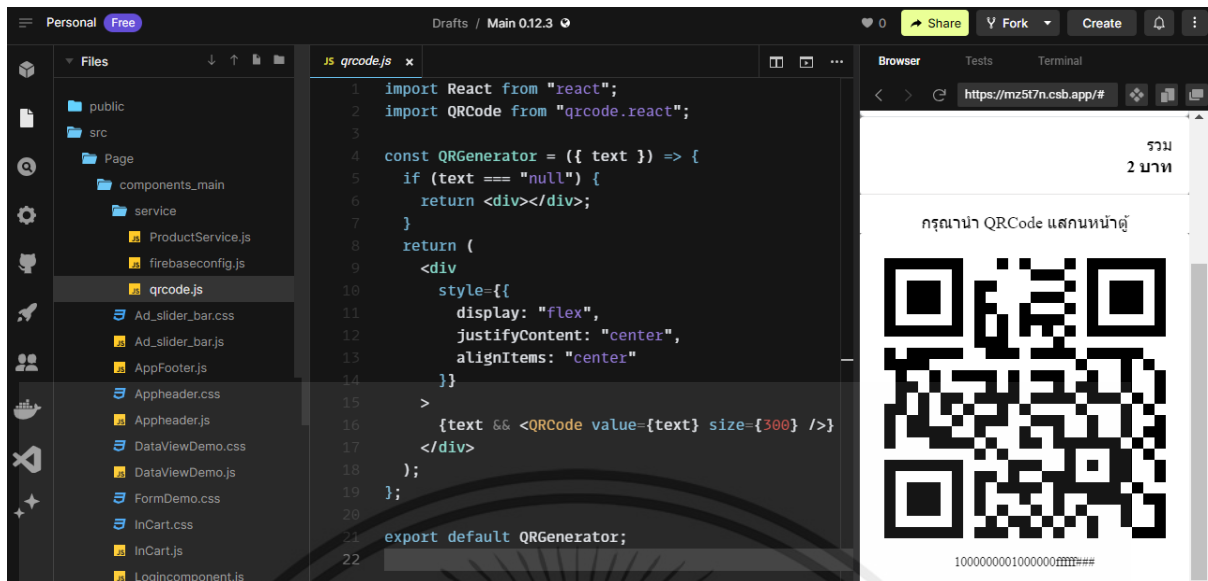 Personal Free
Drafts / Main 0.12.3
0
Share
Fork
Create
Files
public
src
Page
components_main
service
ProductService.js
firebaseconfig.js
qrcode.js
Ad_slider_bar.css
Ad_slider_bar.js
AppFooter.js
Appheader.css
Appheader.js
DataViewDemo.css
DataViewDemo.js
FormDemo.css
InCart.css
InCart.js
Logincomponent.js
JS qrcode.js x
1 import React from "react";
2 import QRCode from "qrcode.react";
3
4 const QRGenerator = ({ text }) => {
5 if (text === "null") {
6 return <div></div>;
7 }
8 return (
9 <div
10 style={{
11 display: "flex",
12 justifyContent: "center",
13 alignItems: "center"
14 }}
15 >
16 {text && <QRCode value={text} size={300} />}
17 </div>
18 );
19 };
20
21 export default QRGenerator;
22
Browser Tests Terminal
https://mz5t7n.csb.app/#
รวม
2 บาท
กรุณานำ QRCode แสกนหน้าตู้